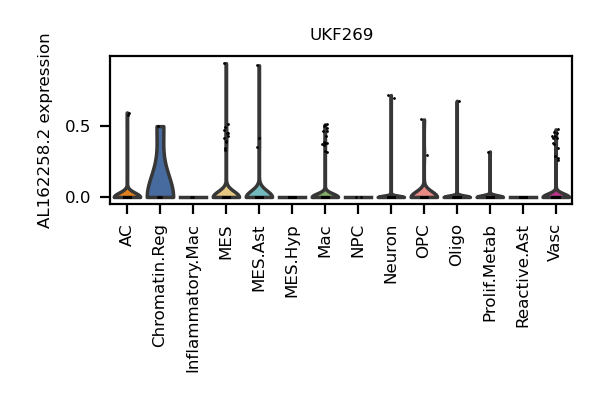 UKF269
AL162258.2 expression
0.5
0.0
AC
Chromatin.Reg
Inflammatory.Mac
MES
MES.Ast
MES.Hyp
Mac
NPC
Neuron
OPC
Oligo
Prolif.Metab
Reactive.Ast
Vasc